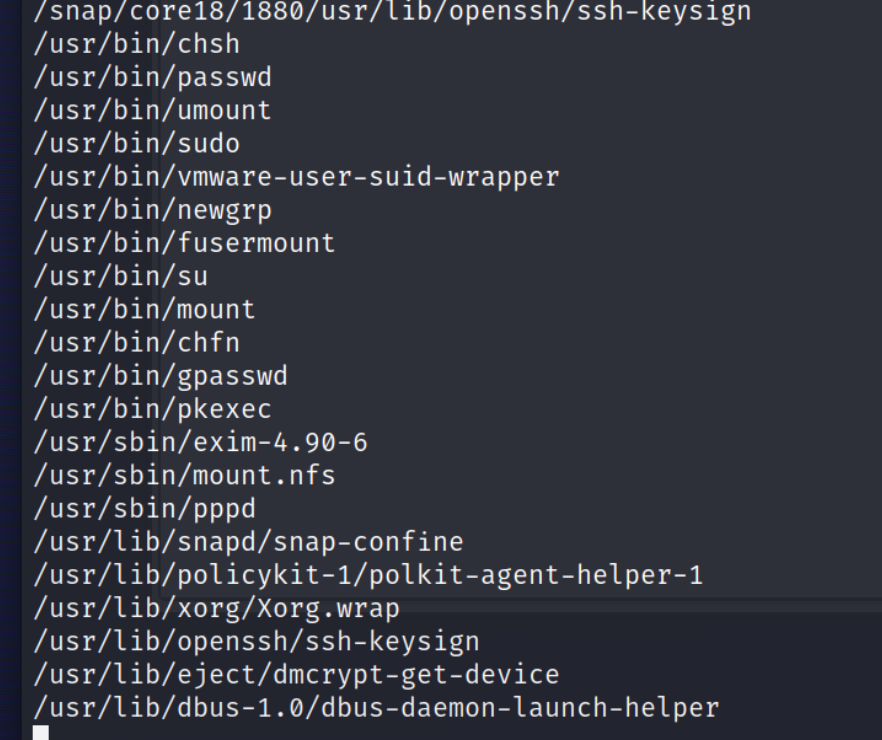 /snap/core18/1880/usr/lib/openssh/ssh-keysign
/usr/bin/chsh
/usr/bin/passwd
/usr/bin/umount
/usr/bin/sudo
/usr/bin/vmware-user-suid-wrapper
/usr/bin/newgrp
/usr/bin/fusermount
/usr/bin/su
/usr/bin/mount
/usr/bin/chfn
/usr/bin/gpasswd
/usr/bin/pkexec
/usr/sbin/exim-4.90-6
/usr/sbin/mount.nfs
/usr/sbin/pppd
/usr/lib/snapd/snap-confine
/usr/lib/policykit-1/polkit-agent-helper-1
/usr/lib/xorg/Xorg.wrap
/usr/lib/openssh/ssh-keysign
/usr/lib/eject/dmcrypt-get-device
/usr/lib/dbus-1.0/dbus-daemon-launch-helper